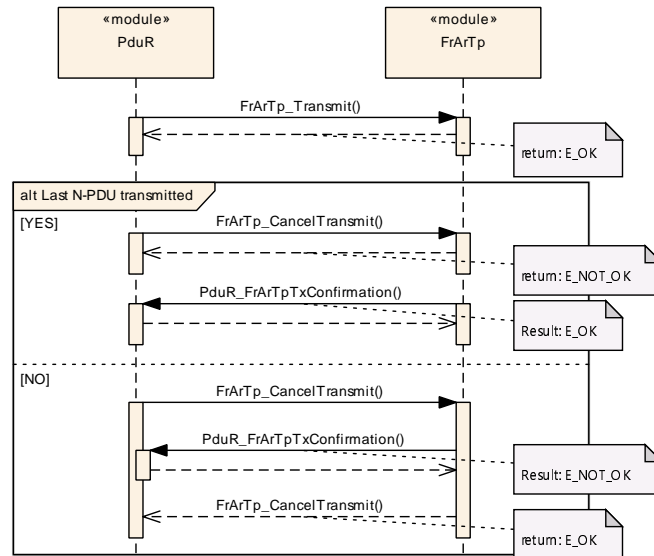 «module»
PduR
«module»
FrArTp
FrArTp_Transmit()
return: E_OK
alt Last N-PDU transmitted
[YES]
FrArTp_CancelTransmit()
return: E_NOT_OK
PduR_FrArTpTxConfirmation()
Result: E_OK
[NO]
FrArTp_CancelTransmit()
PduR_FrArTpTxConfirmation()
Result: E_NOT_OK
FrArTp_CancelTransmit()
return: E_OK